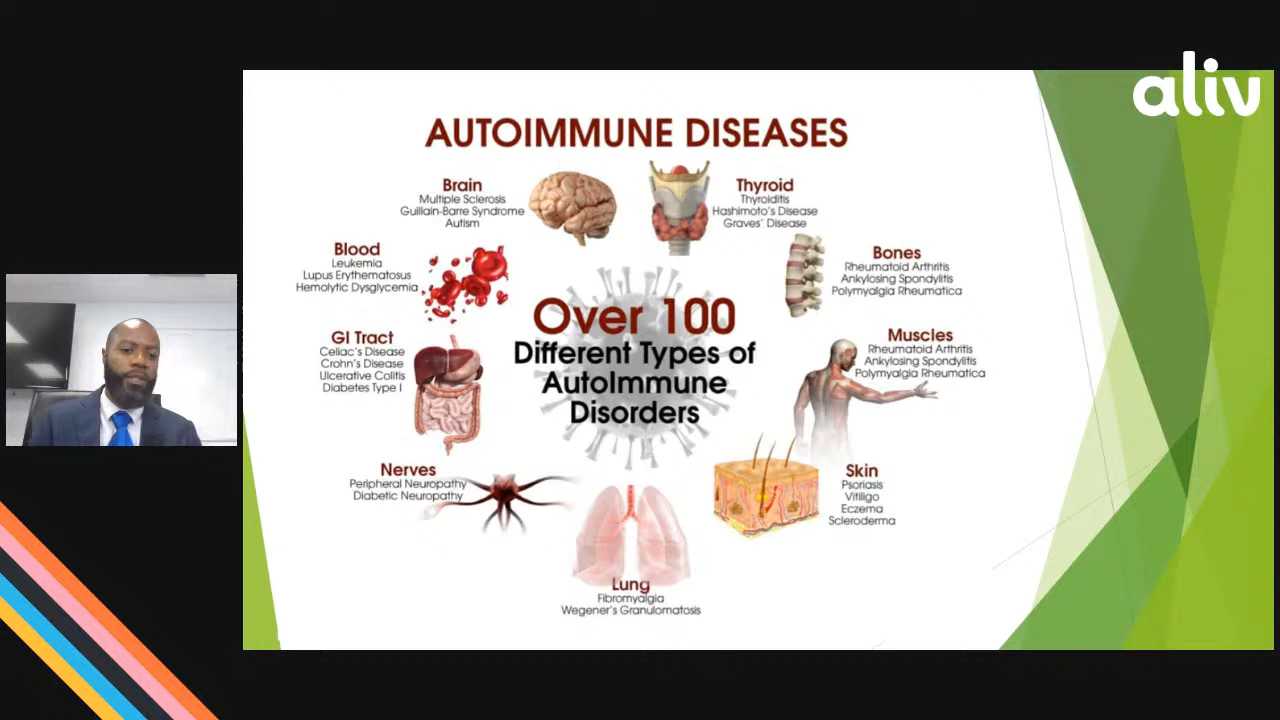 aliv
AUTOIMMUNE DISEASES
Brain
Multiple Sclerosis
Guillain-Barre Syndrome
Autism
Thyroid
Thyroiditis
Hashimoto's Disease
Graves' Disease
Blood
Leukemia
Lupus Erythematosus
Hemolytic Dysglycemia
Bones
Rheumatoid Arthritis
Ankylosing Spondylitis
Polymyalgia Rheumatica
Over 100
Different Types of
AutoImmune
Disorders
GI Tract
Celiac's Disease
Crohn's Disease
Ulcerative Colitis
Diabetes Type I
Muscles
Rheumatoid Arthritis
Ankylosing Spondylitis
Polymyalgia Rheumatica
Nerves
Peripheral Neuropathy
Diabetic Neuropathy
Skin
Psoriasis
Vitiligo
Eczema
Scleroderma
Lung
Fibromyalgia
Wegener's Granulomatosis